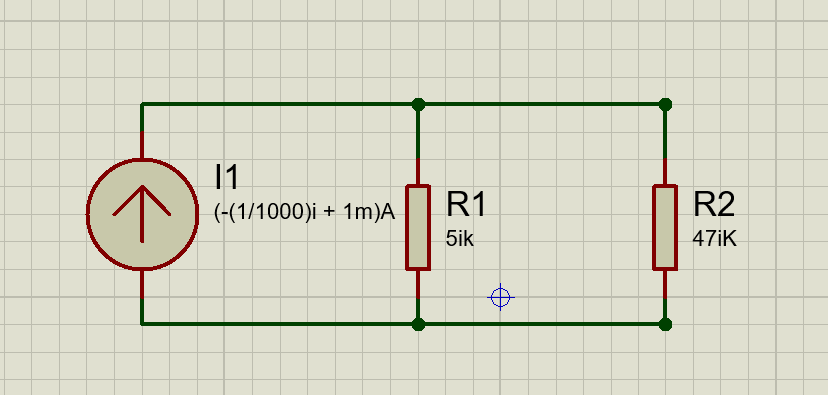 I1
(-(1/1000)i + 1m)A
R1
5ik
R2
47iK